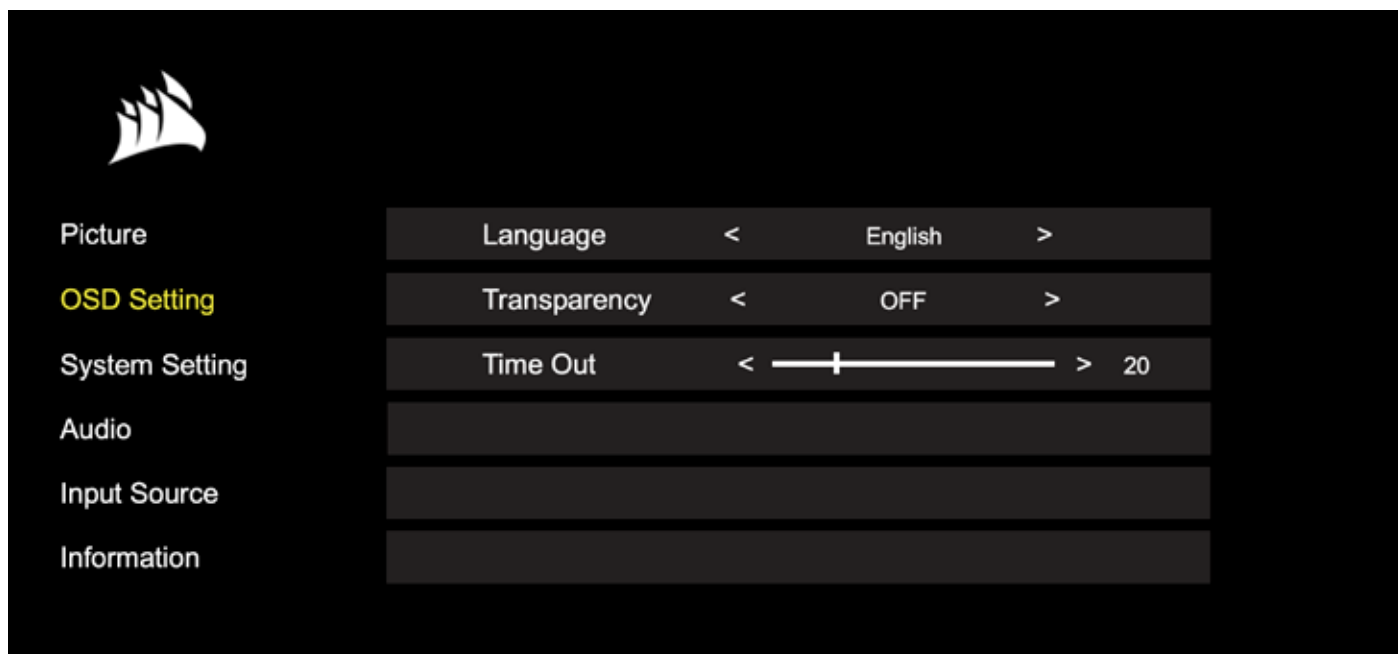 Picture Language < English >
OSD Setting Transparency < OFF >
System Setting Time Out < > 20
Audio
Input Source
Information